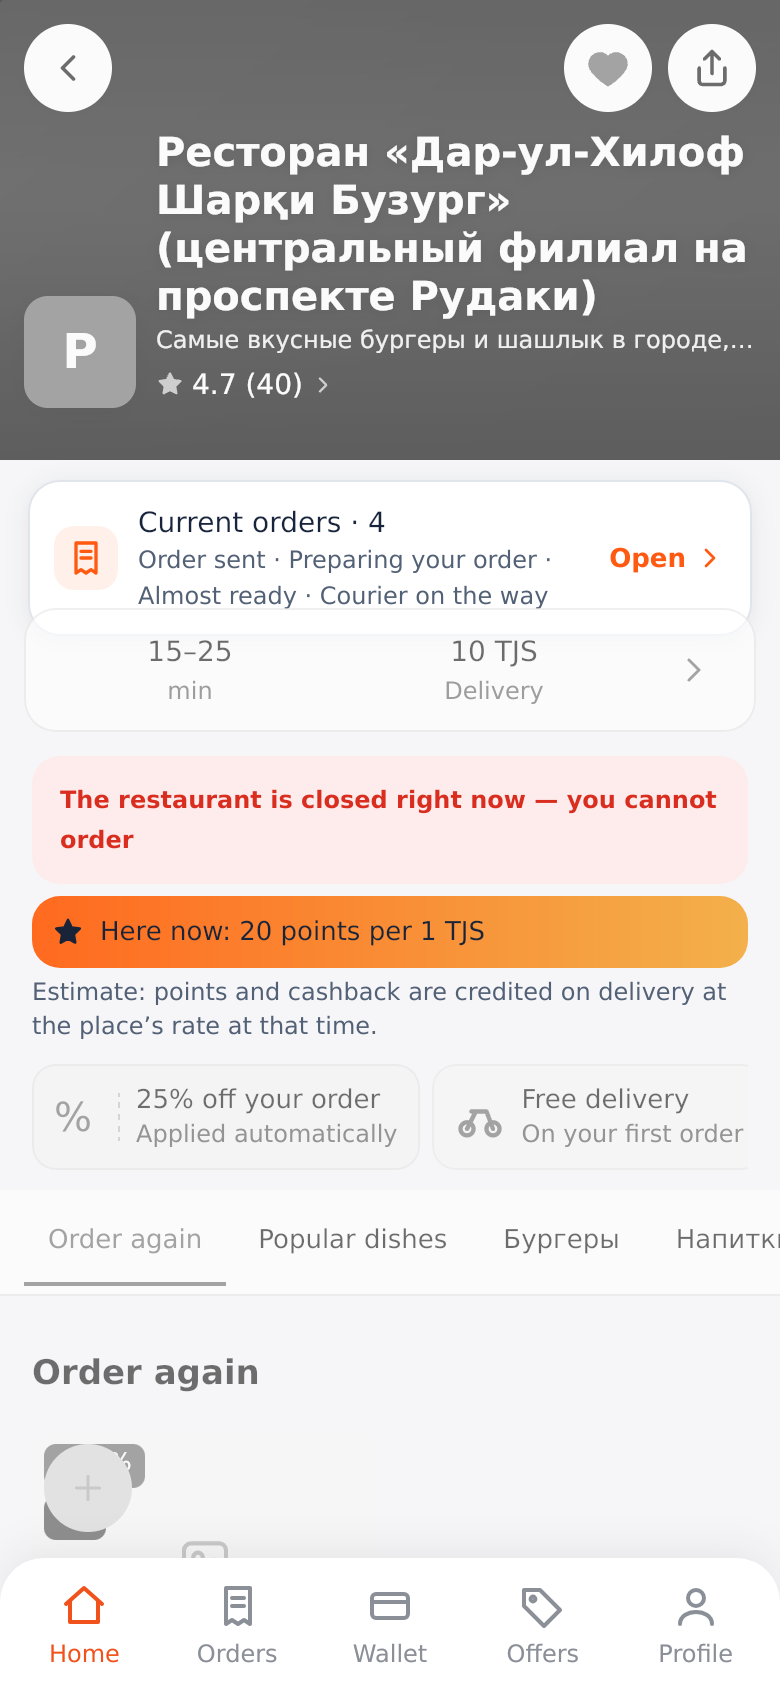 Ресторан «Дар-ул-Хилоф
Шарқи Бузург»
(центральный филиал на
проспекте Рудаки)
Р
Самые вкусные бургеры и шашлык в городе,…
4.7 (40)
Current orders · 4
Order sent · Preparing your order ·
Almost ready · Courier on the way
Open
15–25
min
10 TJS
Delivery
The restaurant is closed right now — you cannot
order
Here now: 20 points per 1 TJS
Estimate: points and cashback are credited on delivery at
the place’s rate at that time.
%
25% off your order
Applied automatically
Free delivery
On your first order
Order again
Popular dishes
Бургеры
Напитки
Order again
%
Home
Orders
Wallet
Offers
Profile